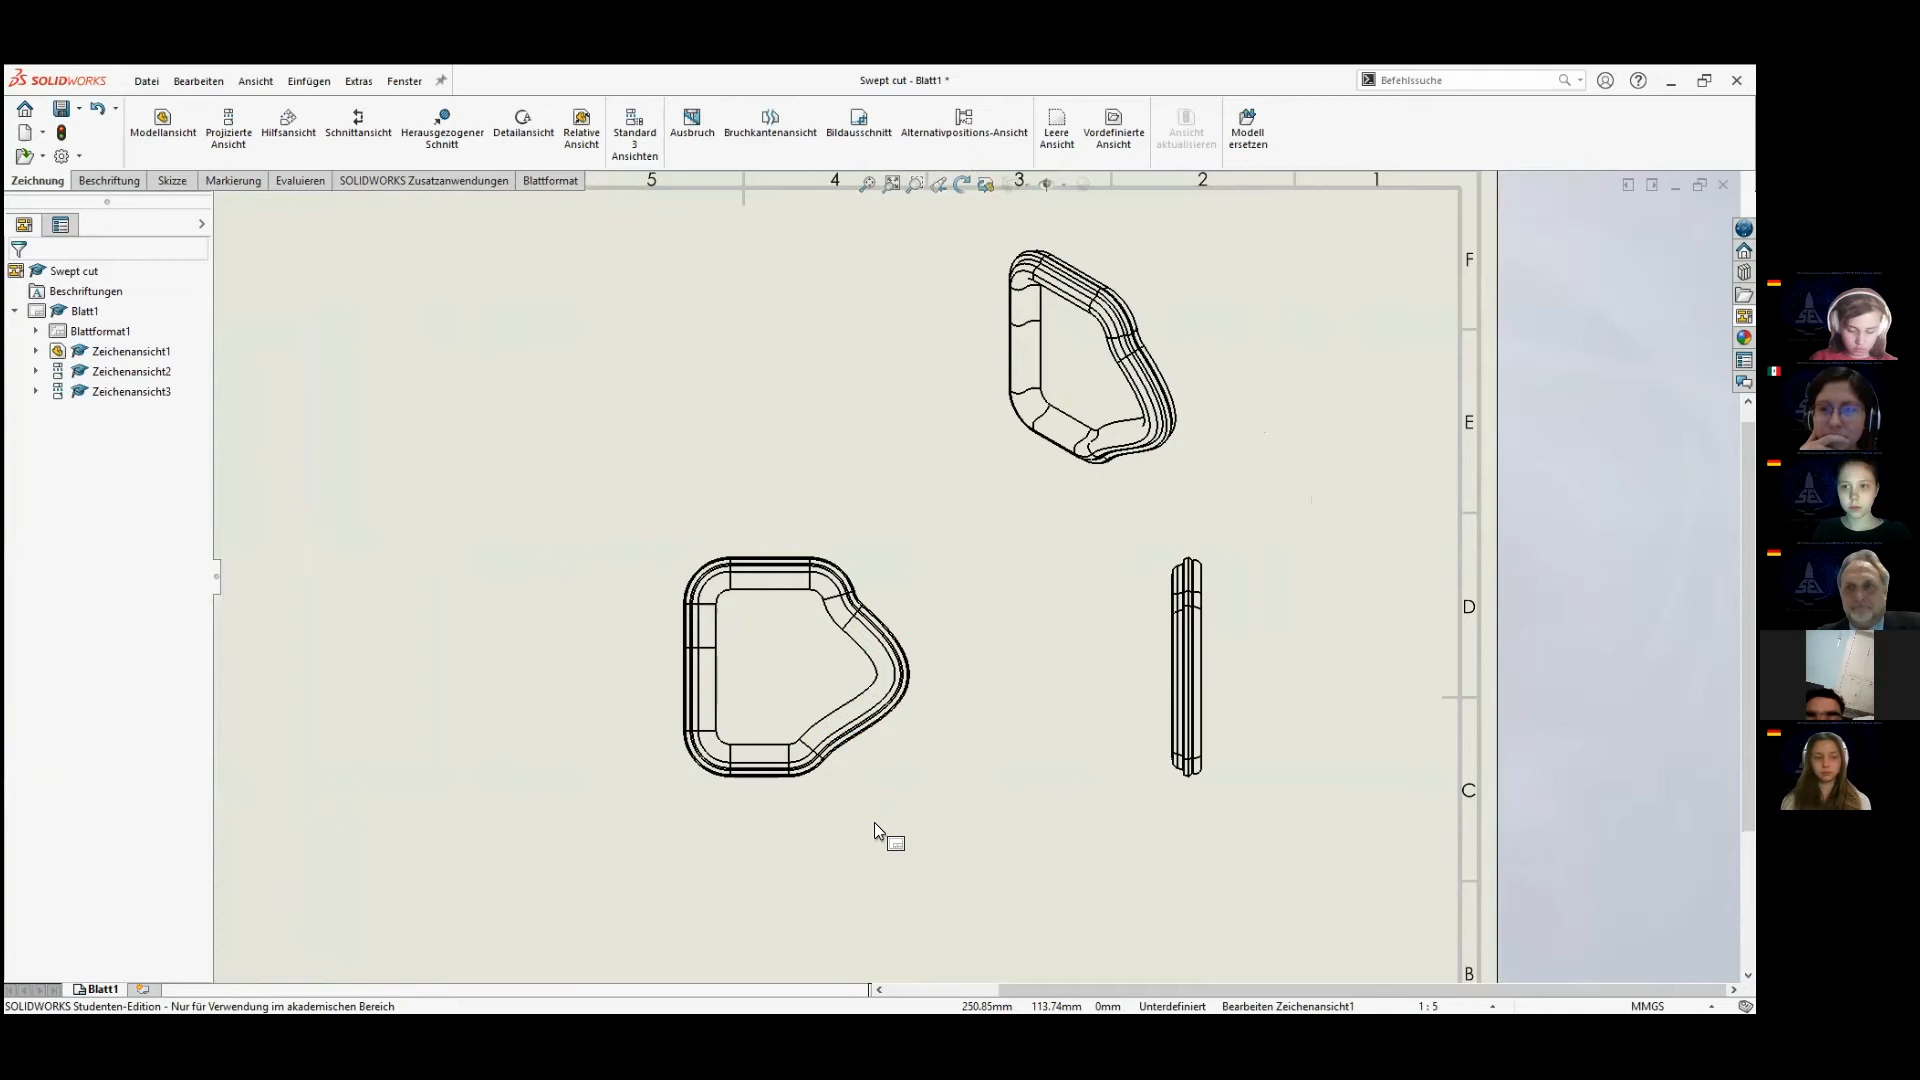 SOLIDWORKS Datei Bearbeiten Ansicht Einfügen Extras Fenster Swept cut - Blatt1 * Befehlssuche
Modellansicht Projizierte Ansicht Hilfsansicht Schnittansicht Herausgezogener Schnitt Detailansicht Relative Ansicht Standard 3 Ansichten Ausbruch Bruchkantenansicht Bildausschnitt Alternativpositions-Ansicht Leere Ansicht Vordefinierte Ansicht Ansicht aktualisieren Modell ersetzen
Zeichnung Beschriftung Skizze Markierung Evaluieren SOLIDWORKS Zusatzanwendungen Blattformat 5 4 3 2 1
Swept cut
Beschriftungen
Blatt1
Blattformat1
Zeichenansicht1
Zeichenansicht2
Zeichenansicht3
F
E
D
C
B
SEL
SEL
SEL
Blatt1
SOLIDWORKS Studenten-Edition - Nur für Verwendung im akademischen Bereich 250.85mm 113.74mm 0mm Unterdefiniert Bearbeiten Zeichenansicht1 1 : 5 MMGS